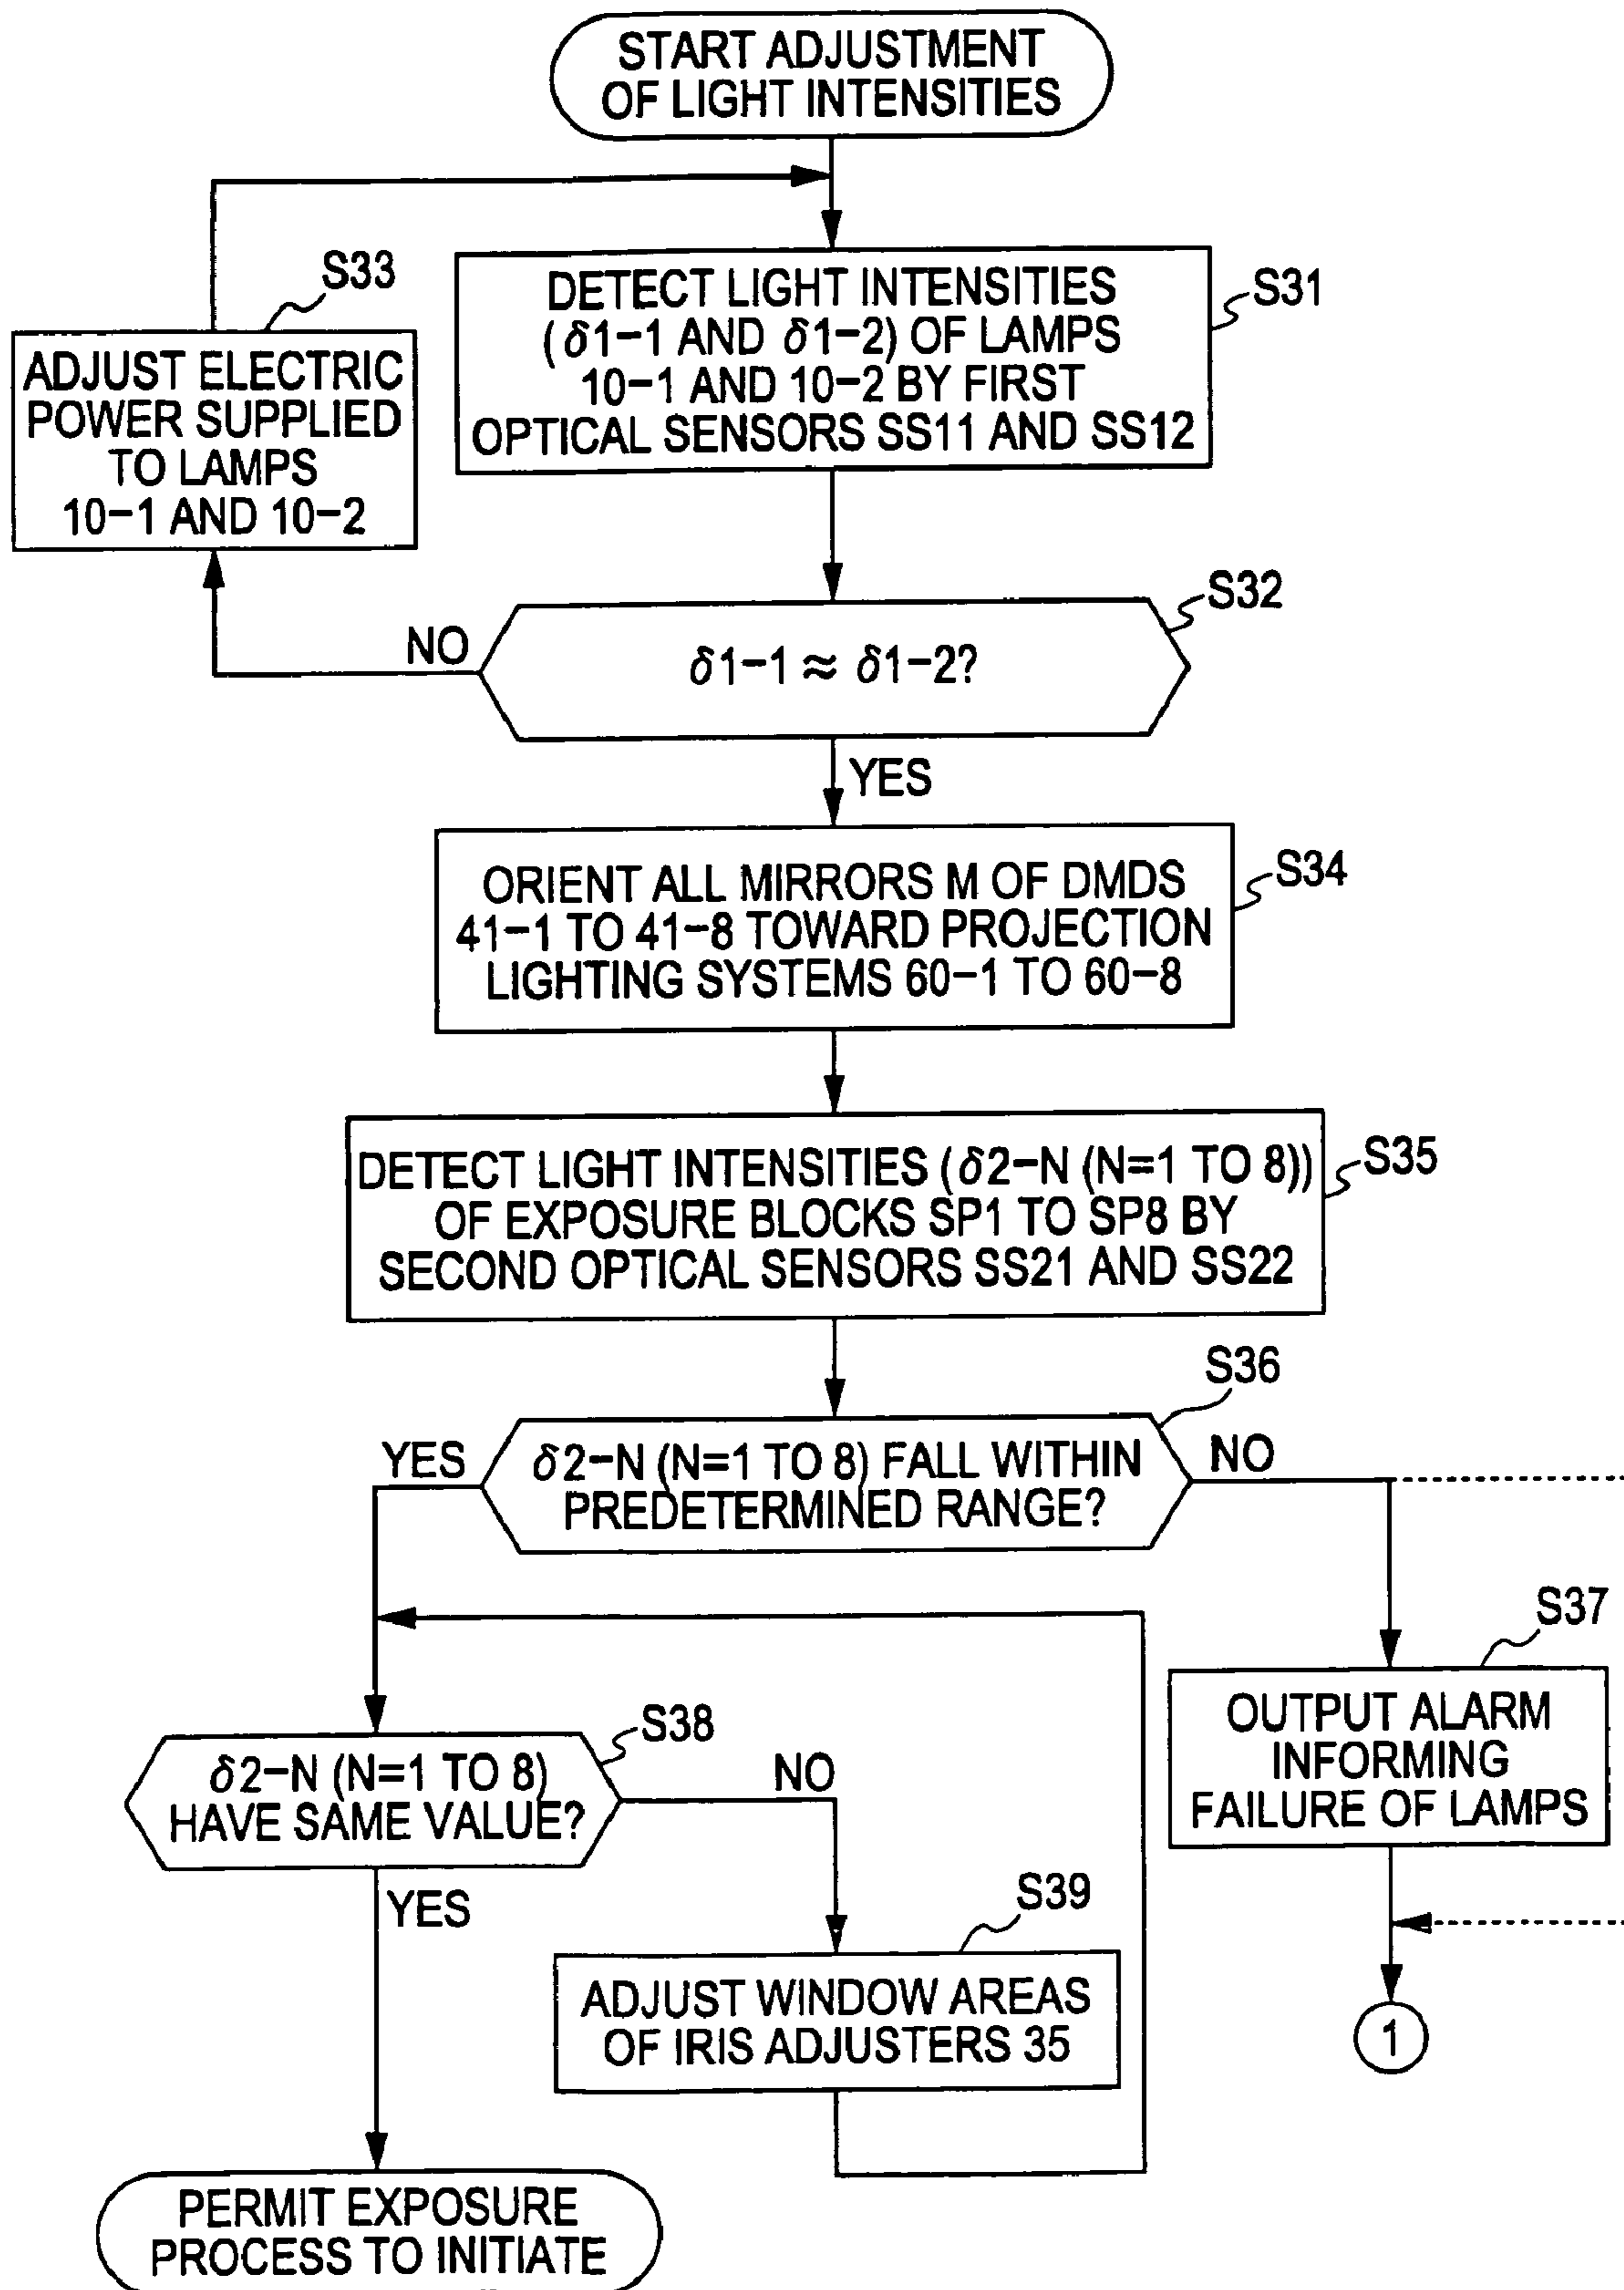 START ADJUSTMENT
OF LIGHT INTENSITIES
S33
ADJUST ELECTRIC
POWER SUPPLIED
TO LAMPS
10-1 AND 10-2
S31
DETECT LIGHT INTENSITIES
(δ1-1 AND δ1-2) OF LAMPS
10-1 AND 10-2 BY FIRST
OPTICAL SENSORS SS11 AND SS12
S32
NO
δ1-1 ≈ δ1-2?
YES
S34
ORIENT ALL MIRRORS M OF DMDS
41-1 TO 41-8 TOWARD PROJECTION
LIGHTING SYSTEMS 60-1 TO 60-8
S35
DETECT LIGHT INTENSITIES (δ2-N (N=1 TO 8))
OF EXPOSURE BLOCKS SP1 TO SP8 BY
SECOND OPTICAL SENSORS SS21 AND SS22
S36
YES
δ2-N (N=1 TO 8) FALL WITHIN
PREDETERMINED RANGE?
NO
S37
OUTPUT ALARM
INFORMING
FAILURE OF LAMPS
S38
δ2-N (N=1 TO 8)
HAVE SAME VALUE?
NO
YES
S39
ADJUST WINDOW AREAS
OF IRIS ADJUSTERS 35
1
PERMIT EXPOSURE
PROCESS TO INITIATE